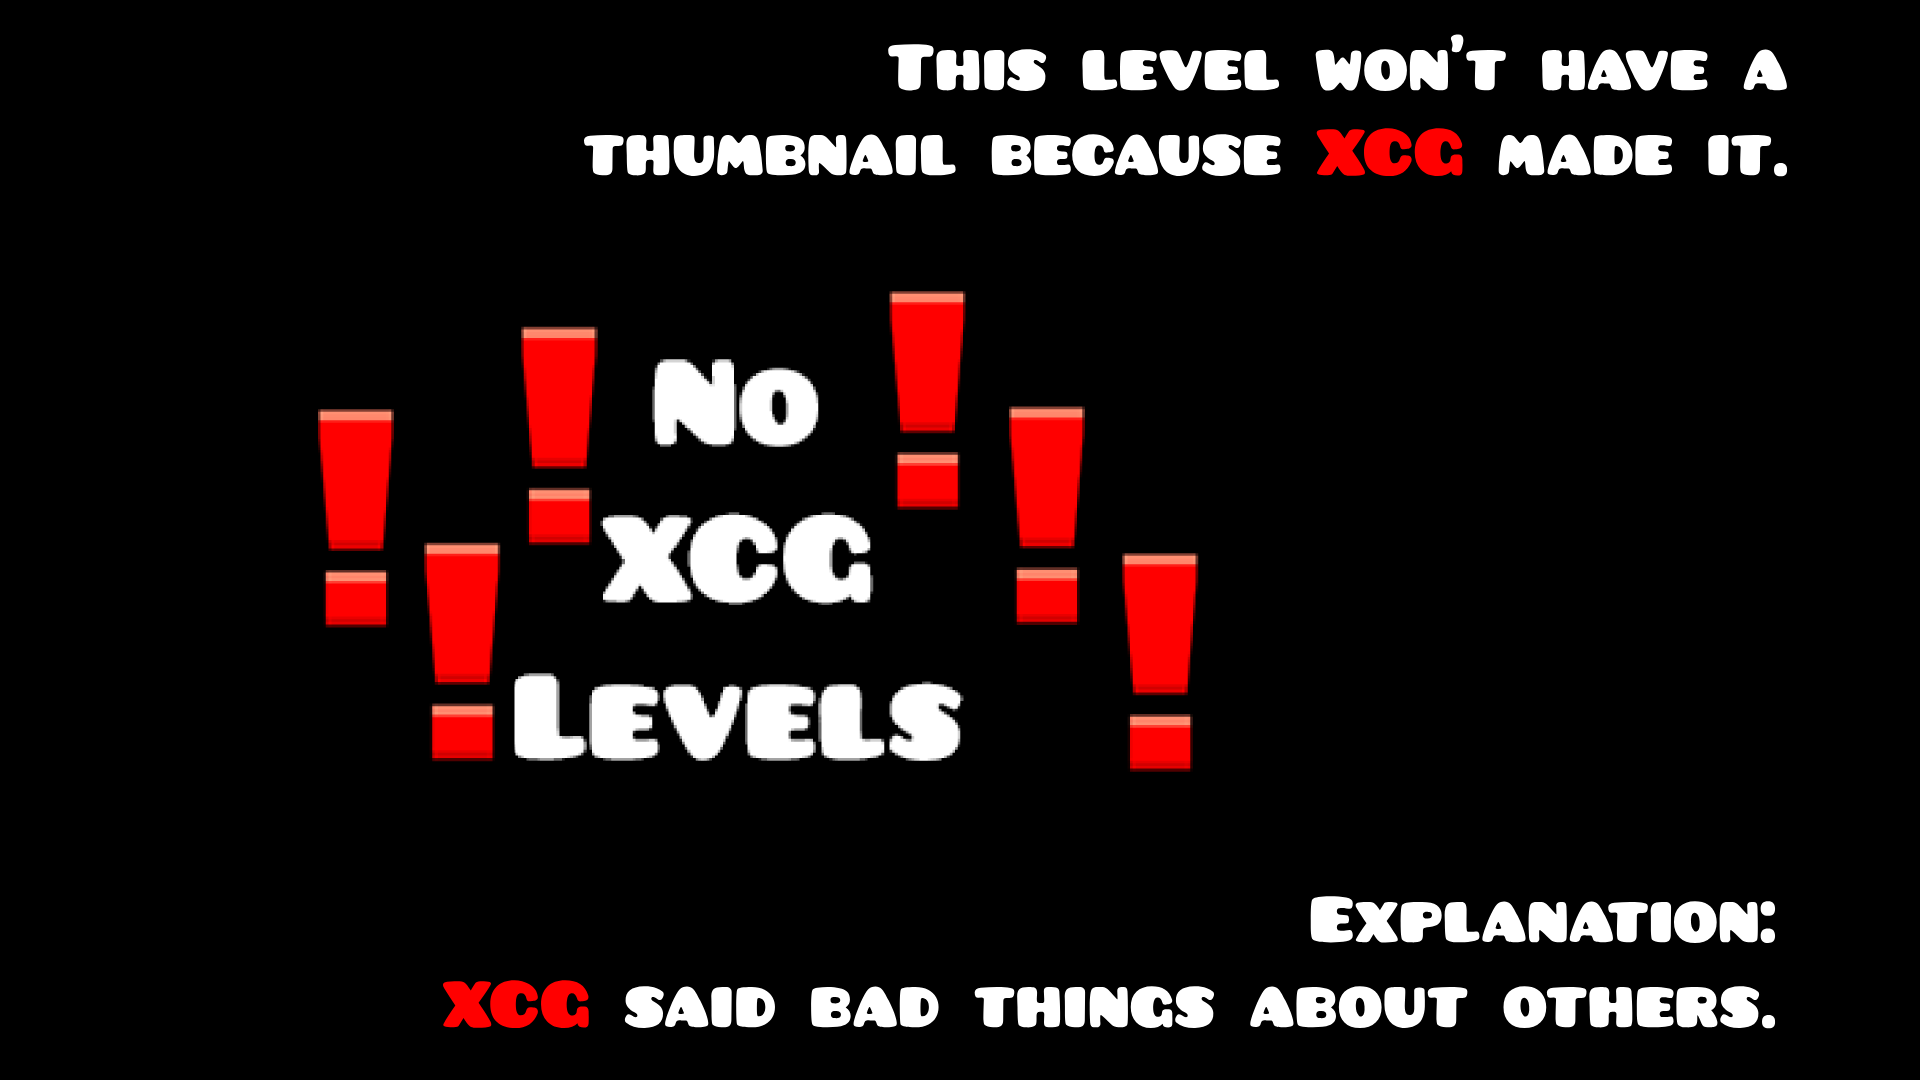 This level won't have a
thumbnail because XCG made it.
! ! No ! !
XCG
! Levels !
Explanation:
XCG said bad things about others.